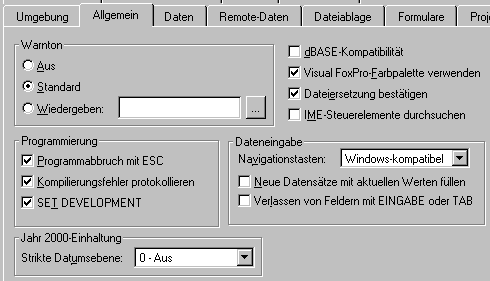 Umgebung Allgemein Daten Remote-Daten Dateiablage Formulare Proj
Warnton
Aus
Standard
Wiedergeben: ...
dBASE-Kompatibilität
Visual FoxPro-Farbpalette verwenden
Dateiersetzung bestätigen
IME-Steuerelemente durchsuchen
Programmierung
Programmabbruch mit ESC
Kompilierungsfehler protokollieren
SET DEVELOPMENT
Dateneingabe
Navigationstasten: Windows-kompatibel
Neue Datensätze mit aktuellen Werten füllen
Verlassen von Feldern mit EINGABE oder TAB
Jahr 2000-Einhaltung
Strikte Datumsebene: 0 - Aus